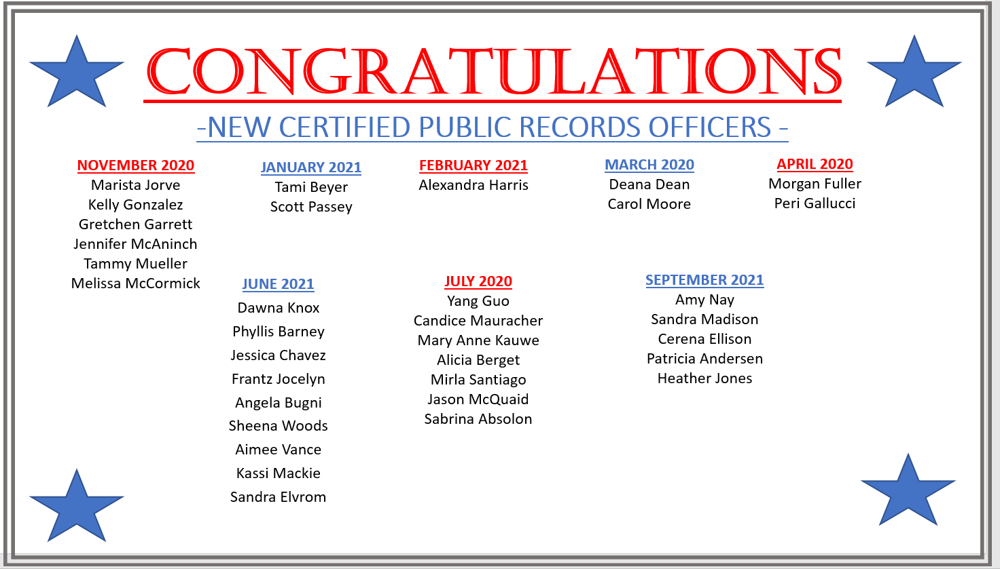 CONGRATULATIONS
-NEW CERTIFIED PUBLIC RECORDS OFFICERS -
NOVEMBER 2020
Marista Jorve
Kelly Gonzalez
Gretchen Garrett
Jennifer McAninch
Tammy Mueller
Melissa McCormick
JANUARY 2021
Tami Beyer
Scott Passey
FEBRUARY 2021
Alexandra Harris
MARCH 2020
Deana Dean
Carol Moore
APRIL 2020
Morgan Fuller
Peri Gallucci
JUNE 2021
Dawna Knox
Phyllis Barney
Jessica Chavez
Frantz Jocelyn
Angela Bugni
Sheena Woods
Aimee Vance
Kassi Mackie
Sandra Elvrom
JULY 2020
Yang Guo
Candice Mauracher
Mary Anne Kauwe
Alicia Berget
Mirla Santiago
Jason McQuaid
Sabrina Absolon
SEPTEMBER 2021
Amy Nay
Sandra Madison
Cerena Ellison
Patricia Andersen
Heather Jones